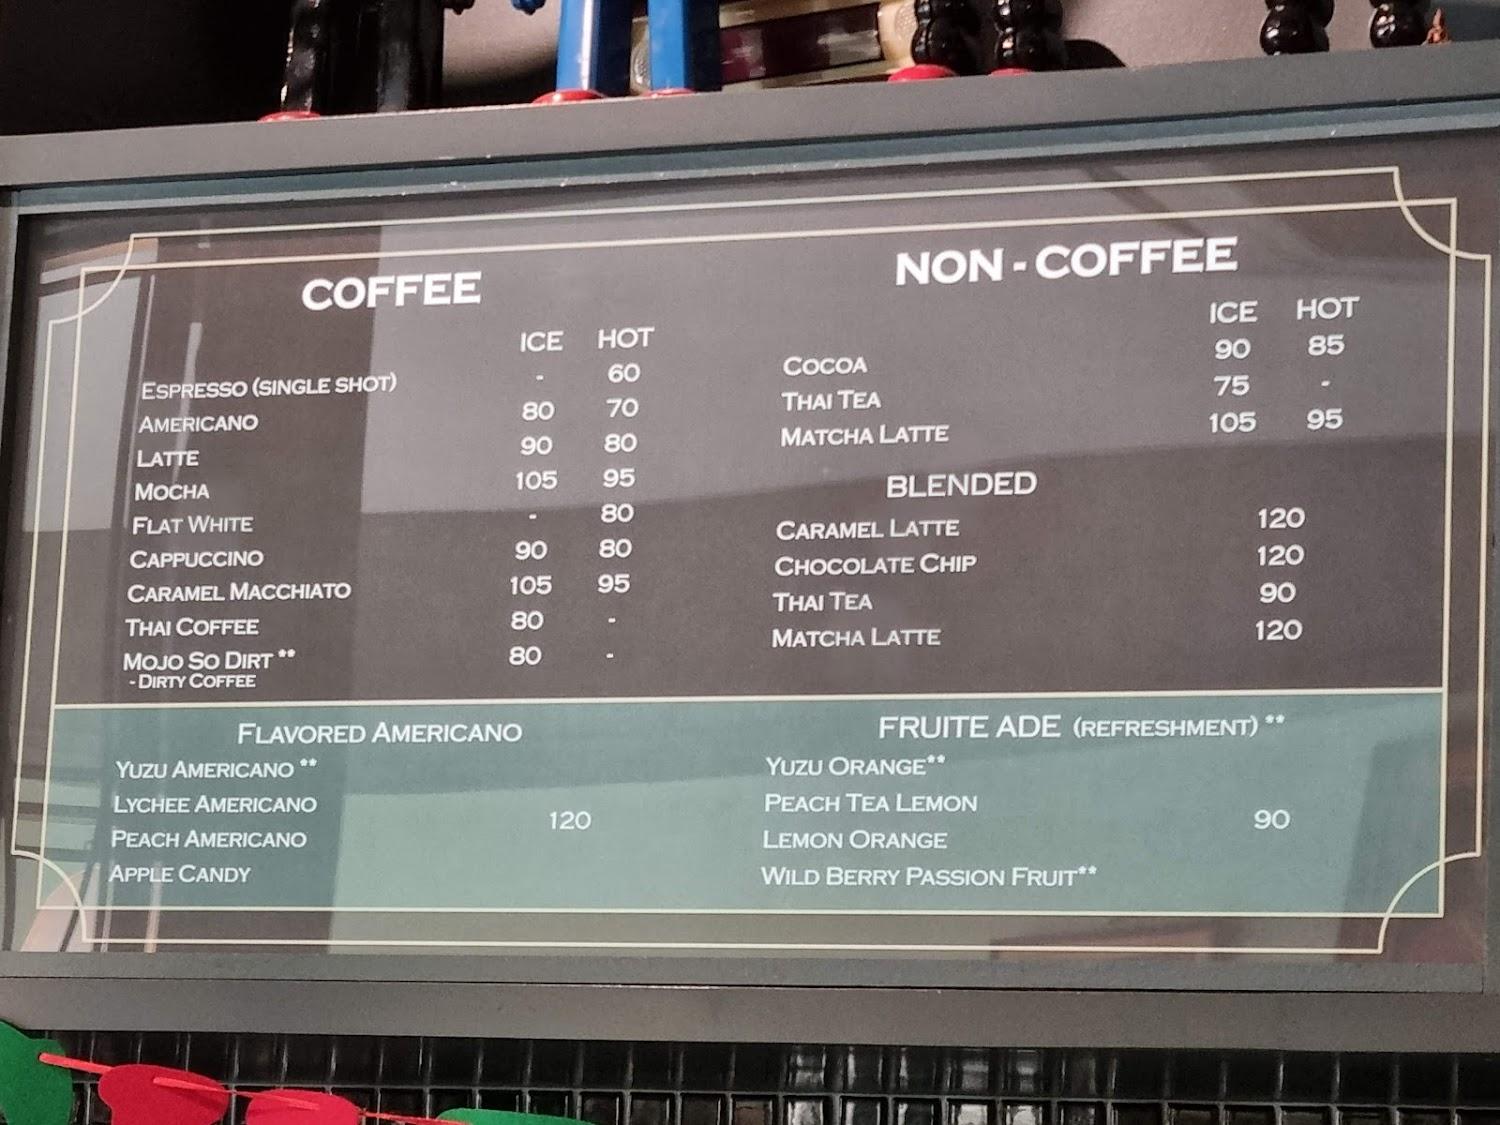 COFFEE
ICE HOT
ESPRESSO (SINGLE SHOT) - 60
AMERICANO 80 70
LATTE 90 80
MOCHA 105 95
FLAT WHITE - 80
CAPPUCCINO 90 80
CARAMEL MACCHIATO 105 95
THAI COFFEE 80 -
MOJO SO DIRT ** 80 -
- DIRTY COFFEE
NON - COFFEE
ICE HOT
COCOA 90 85
THAI TEA 75 -
MATCHA LATTE 105 95
BLENDED
CARAMEL LATTE 120
CHOCOLATE CHIP 120
THAI TEA 90
MATCHA LATTE 120
FLAVORED AMERICANO
YUZU AMERICANO **
LYCHEE AMERICANO
120
PEACH AMERICANO
APPLE CANDY
FRUITE ADE (REFRESHMENT) **
YUZU ORANGE**
PEACH TEA LEMON
90
LEMON ORANGE
WILD BERRY PASSION FRUIT**